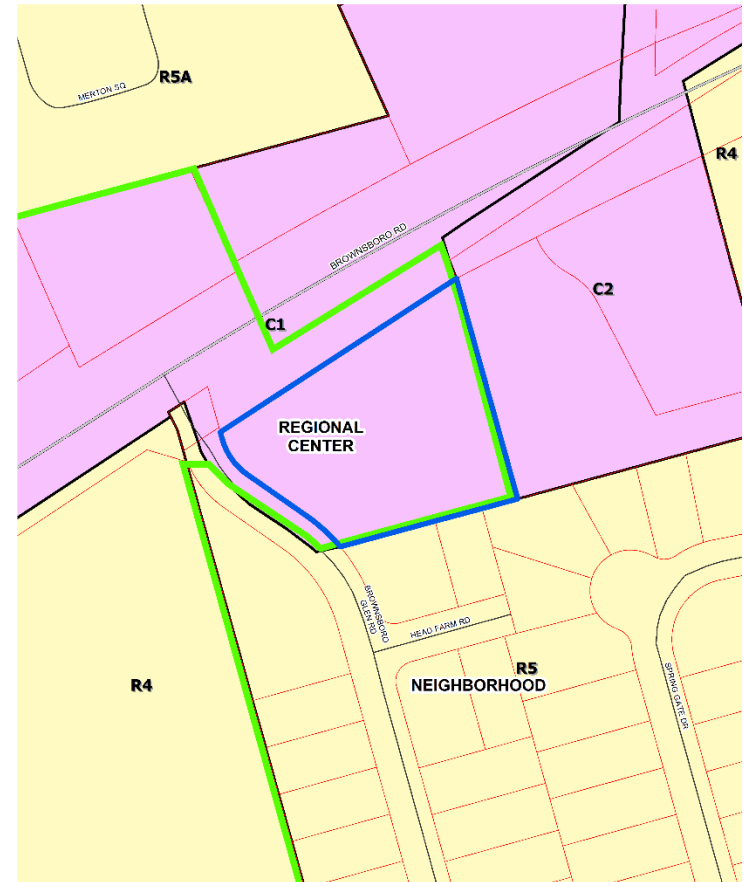 R5A
MERTON SQ
R4
BROWNSBORO RD
C2
C1
REGIONAL
CENTER
BROWNSBORO
GLEN RD
HEAD FARM RD
R5
NEIGHBORHOOD
R4
SPRING GATE DR